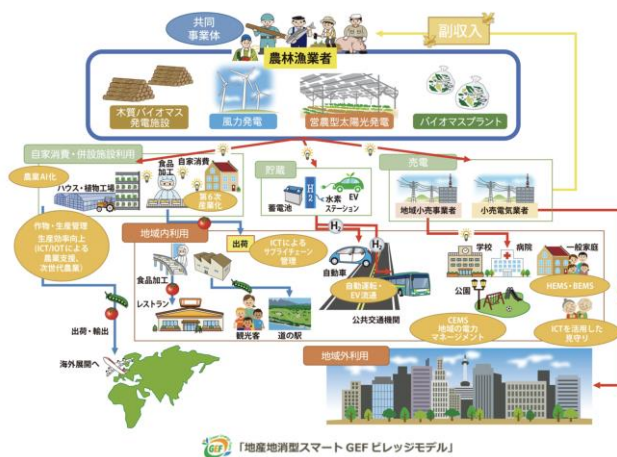 共同
事業体
農林漁業者
副収入
木質バイオマス
発電施設
風力発電
営農型太陽光発電
バイオマスプラント
自家消費・併設施設利用
農業AI化
ハウス・植物工場
食品
加工
自家消費
第6次
産業化
作物・生産管理
生産効率向上
(ICT/IOTによる
農業支援、
次世代農業)
出荷・輸出
海外展開へ
貯蔵
蓄電池
H2
水素
ステーション
EV
売電
地域小売事業者
小売電気業者
地域内利用
食品加工
出荷
ICTによる
サプライチェーン
管理
レストラン
観光客
道の駅
H2
H2
自動車
自動運転・
EV流通
公共交通機関
学校
病院
一般家庭
公園
HEMS・BEMS
CEMS
地域の電力
マネージメント
ICTを活用した
見守り
地域外利用
GEF
「地産地消型スマート GEF ビレッジモデル」